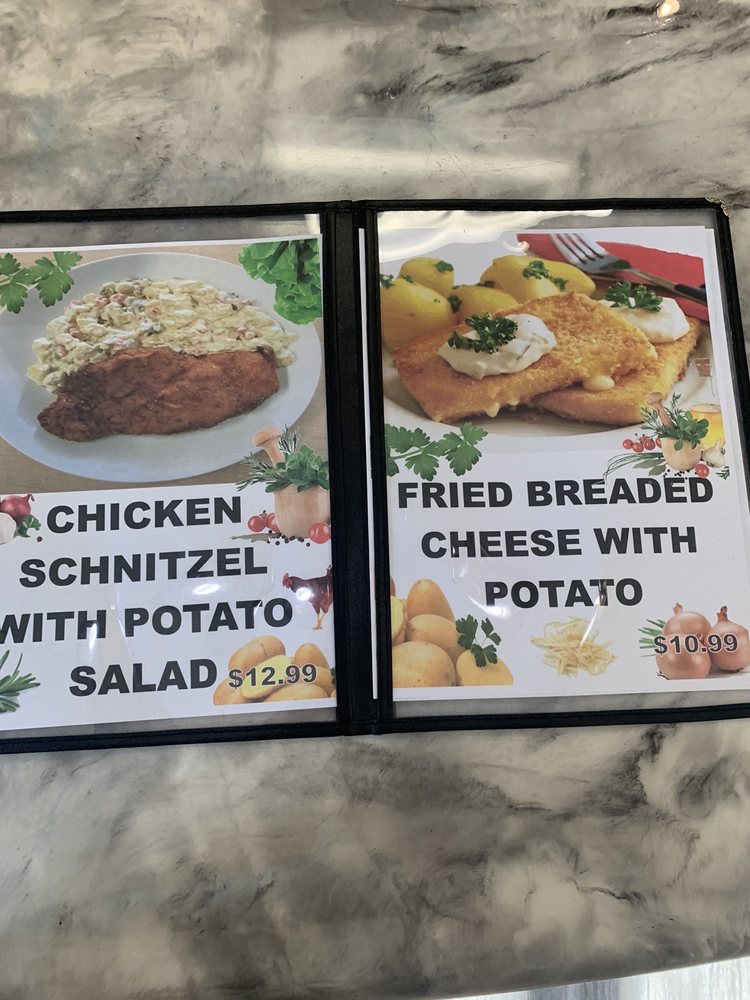 CHICKEN
SCHNITZEL
WITH POTATO
SALAD $12.99
FRIED BREADED
CHEESE WITH
POTATO
$10.99